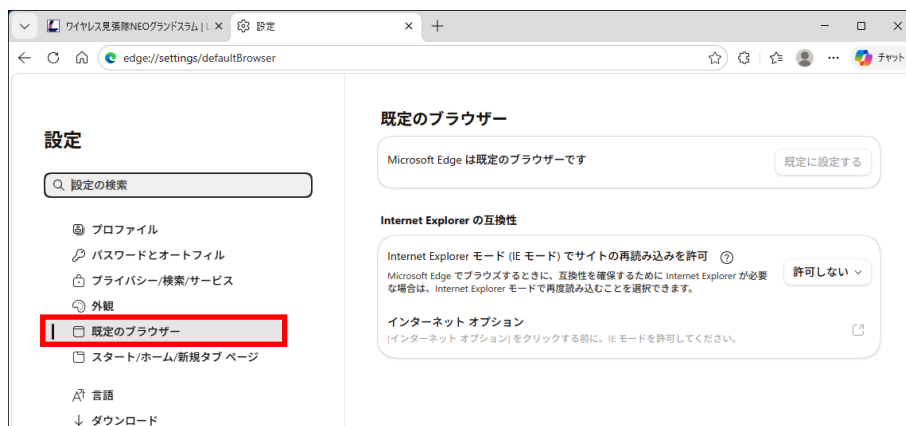 ワイヤレス見張隊NEOグランドスラム | L
設定
edge://settings/defaultBrowser
チャット
設定
設定の検索
プロファイル
パスワードとオートフィル
プライバシー/検索/サービス
外観
既定のブラウザー
スタート/ホーム/新規タブ ページ
言語
ダウンロード
既定のブラウザー
Microsoft Edge は既定のブラウザーです
既定に設定する
Internet Explorer の互換性
Internet Explorer モード (IE モード) でサイトの再読み込みを許可
Microsoft Edge でブラウズするときに、互換性を確保するために Internet Explorer が必要
な場合は、Internet Explorer モードで再度読み込むことを選択できます。
許可しない
インターネット オプション
[インターネット オプション] をクリックする前に、IE モードを許可してください。